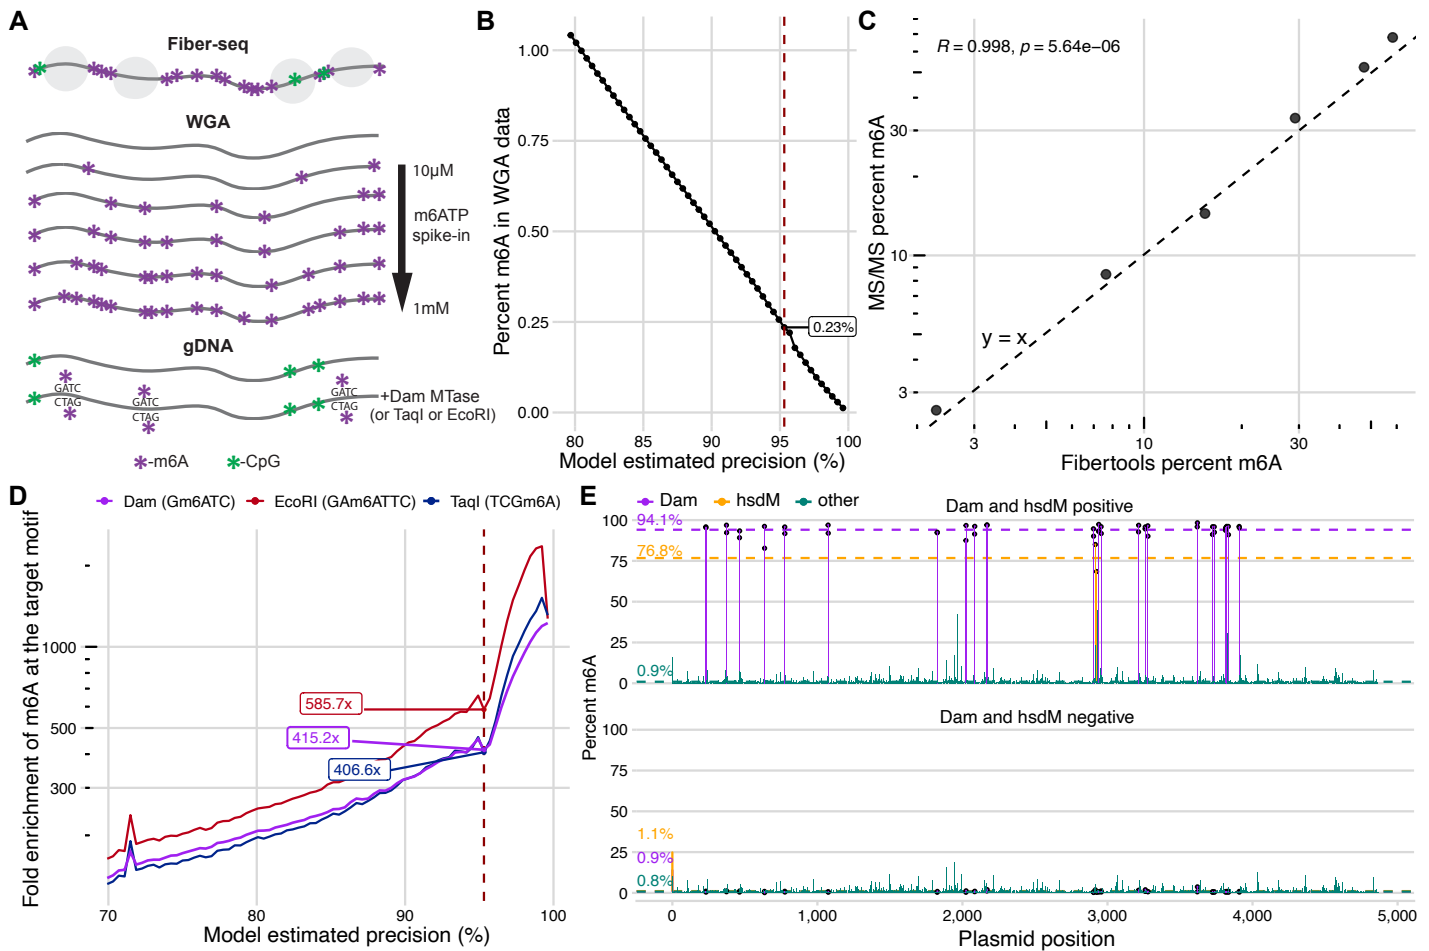 A
Fiber-seq
WGA
10μM
m6ATP
spike-in
1mM
gDNA
GATC
CTAG
GATC
CTAG
GATC
CTAG
+Dam MTase
(or TaqI or EcoRI)
-m6A
-CpG
B
Percent m6A in WGA data
1.00
0.75
0.50
0.25
0.00
0.23%
80
85
90
95
100
Model estimated precision (%)
C
R = 0.998, p = 5.64e−06
MS/MS percent m6A
30
10
3
y = x
3
10
30
Fibertools percent m6A
D
Dam (Gm6ATC)
EcoRI (GAm6ATTC)
TaqI (TCGm6A)
Fold enrichment of m6A at the target motif
1000
500
300
585.7x
415.2x
406.6x
70
80
90
100
Model estimated precision (%)
E
Dam
hsdM
other
Dam and hsdM positive
Percent m6A
100
75
50
25
0
94.1%
76.8%
0.9%
Dam and hsdM negative
100
75
50
25
0
1.1%
0.9%
0.8%
0
1,000
2,000
3,000
4,000
5,000
Plasmid position